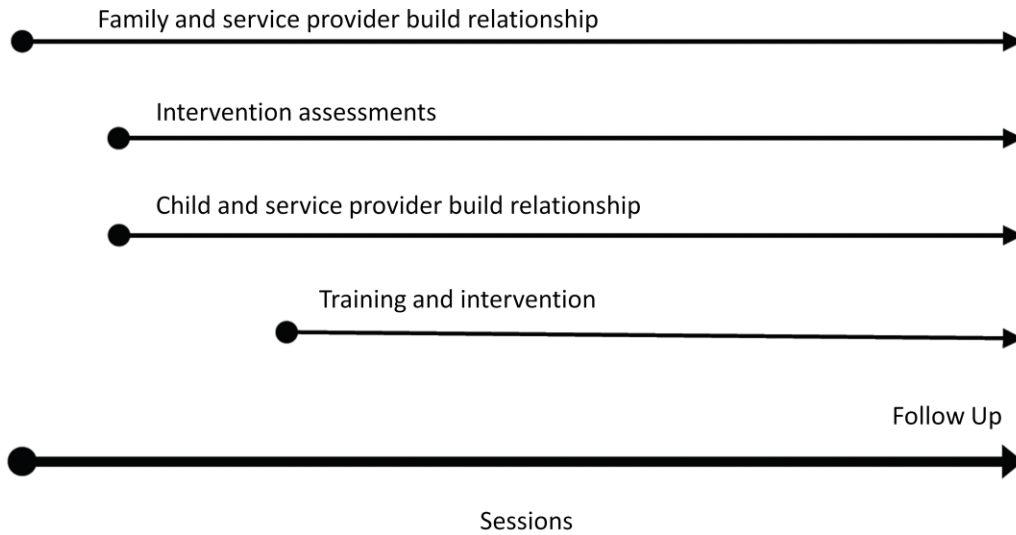 Family and service provider build relationship
Intervention assessments
Child and service provider build relationship
Training and intervention
Follow Up
Sessions